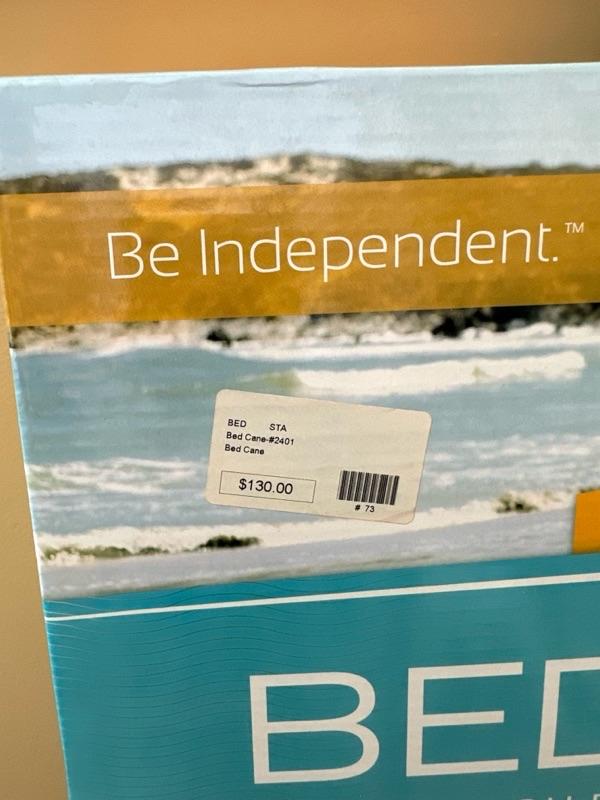 Be Independent.™
BED STA
Bed Cane-#2401
Bed Cane
$130.00
# 73
BED